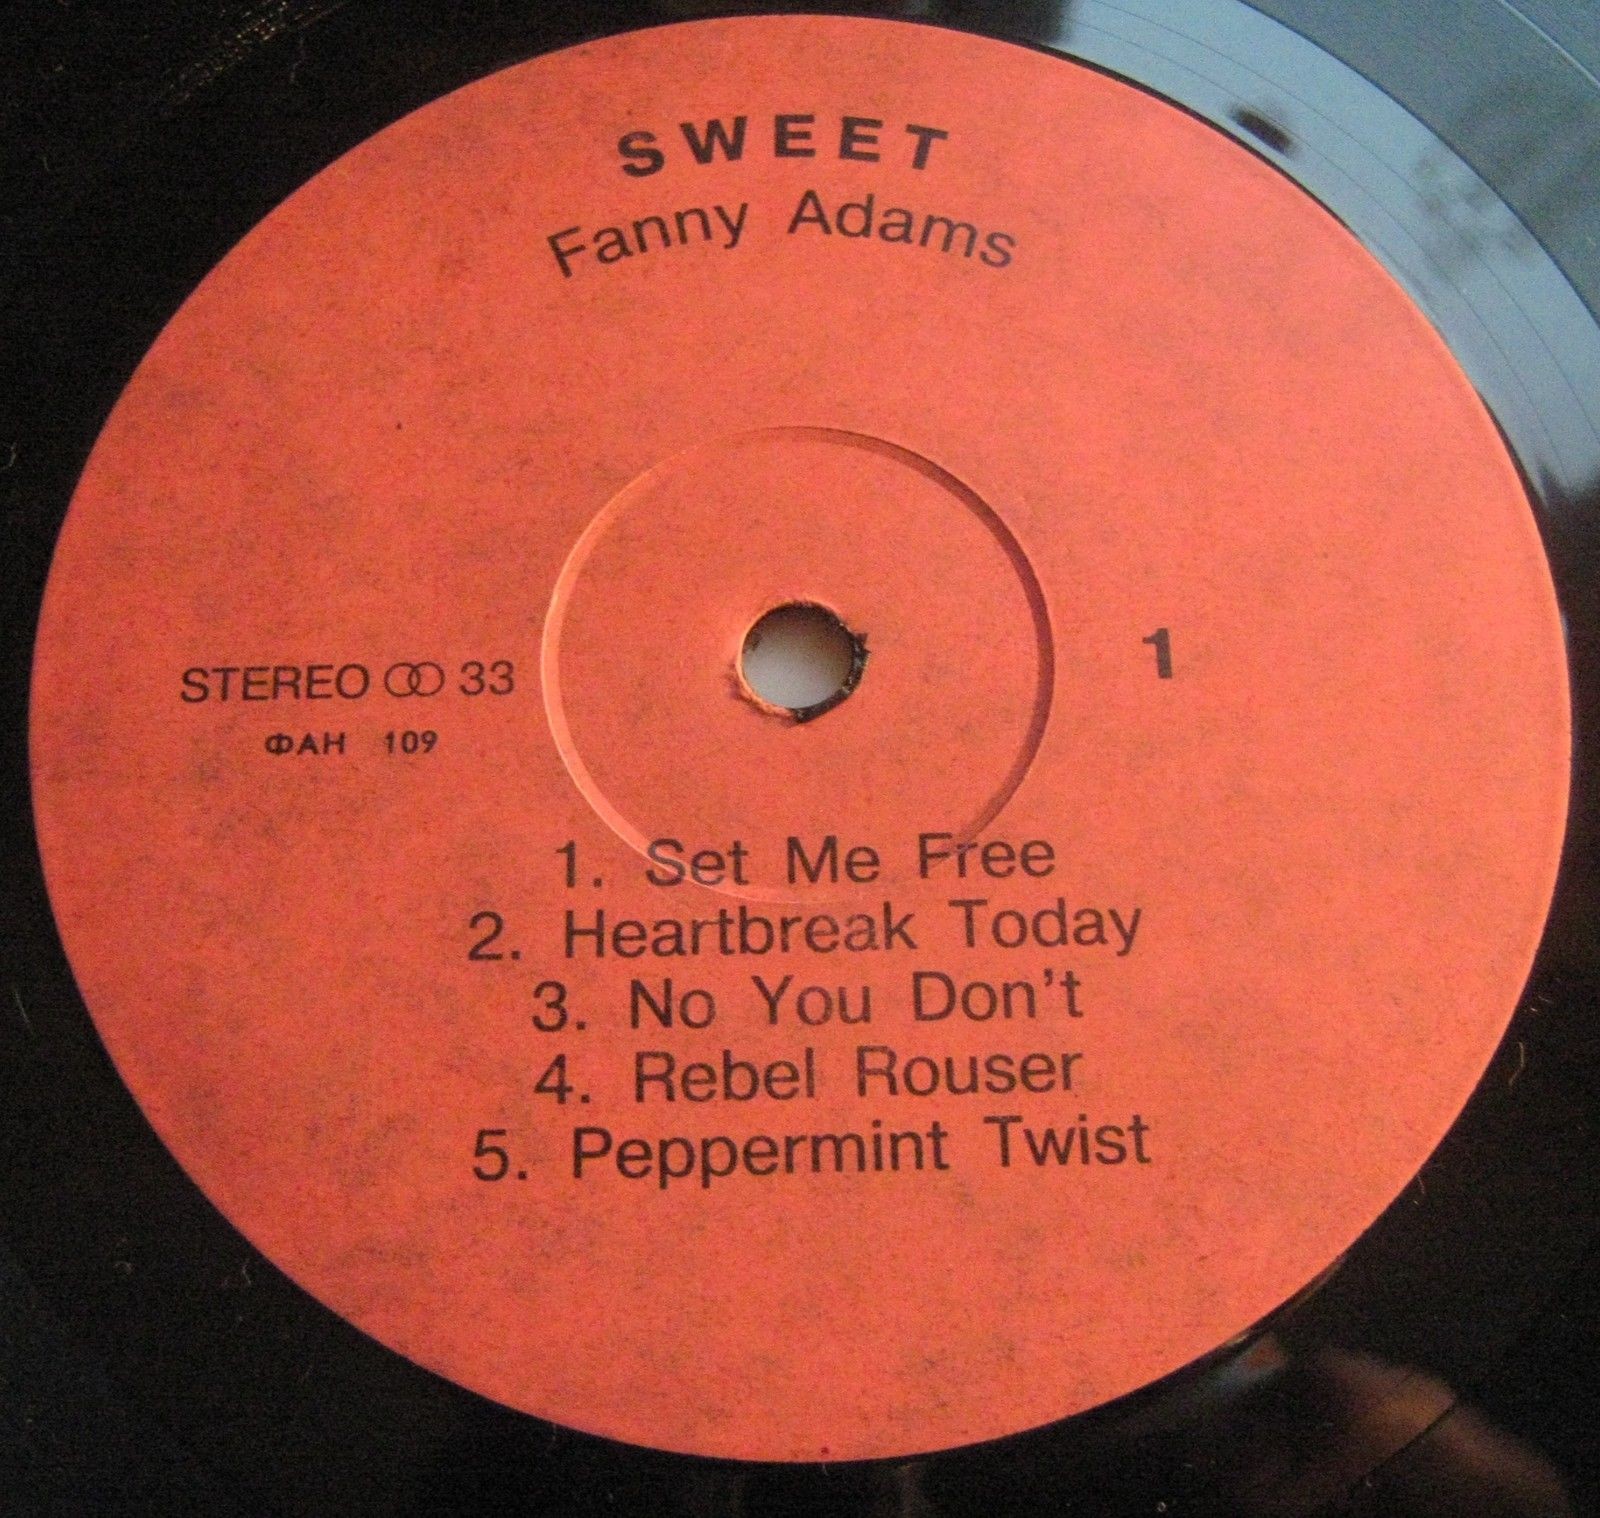 SWEET
Fanny Adams
STEREO ⚭ 33
ФАН 109
1
1. Set Me Free
2. Heartbreak Today
3. No You Don't
4. Rebel Rouser
5. Peppermint Twist